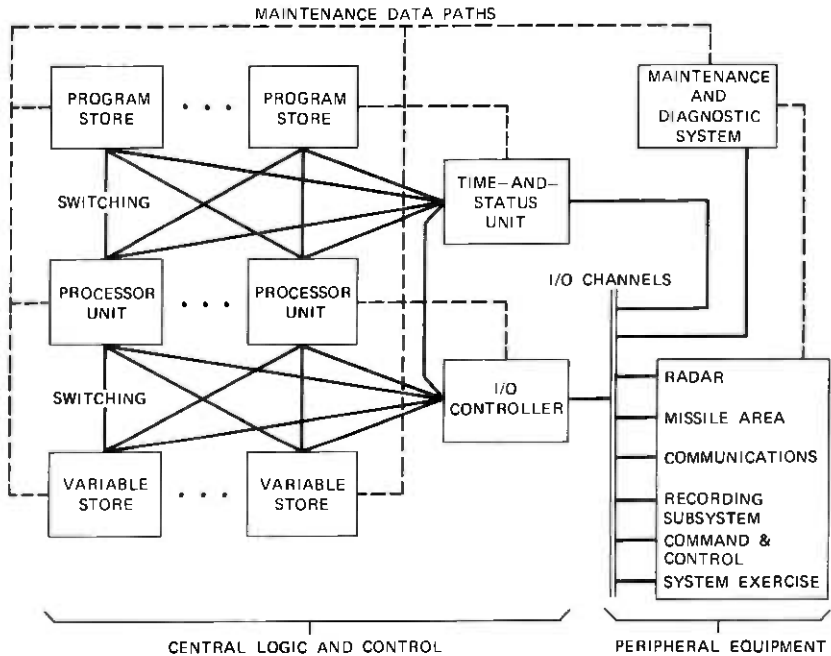 MAINTENANCE DATA PATHS
PROGRAM
STORE
PROGRAM
STORE
MAINTENANCE
AND
DIAGNOSTIC
SYSTEM
SWITCHING
TIME-AND-
STATUS
UNIT
PROCESSOR
UNIT
PROCESSOR
UNIT
I/O CHANNELS
SWITCHING
I/O
CONTROLLER
RADAR
MISSILE AREA
COMMUNICATIONS
RECORDING
SUBSYSTEM
COMMAND &
CONTROL
SYSTEM EXERCISE
VARIABLE
STORE
VARIABLE
STORE
CENTRAL LOGIC AND CONTROL
PERIPHERAL EQUIPMENT